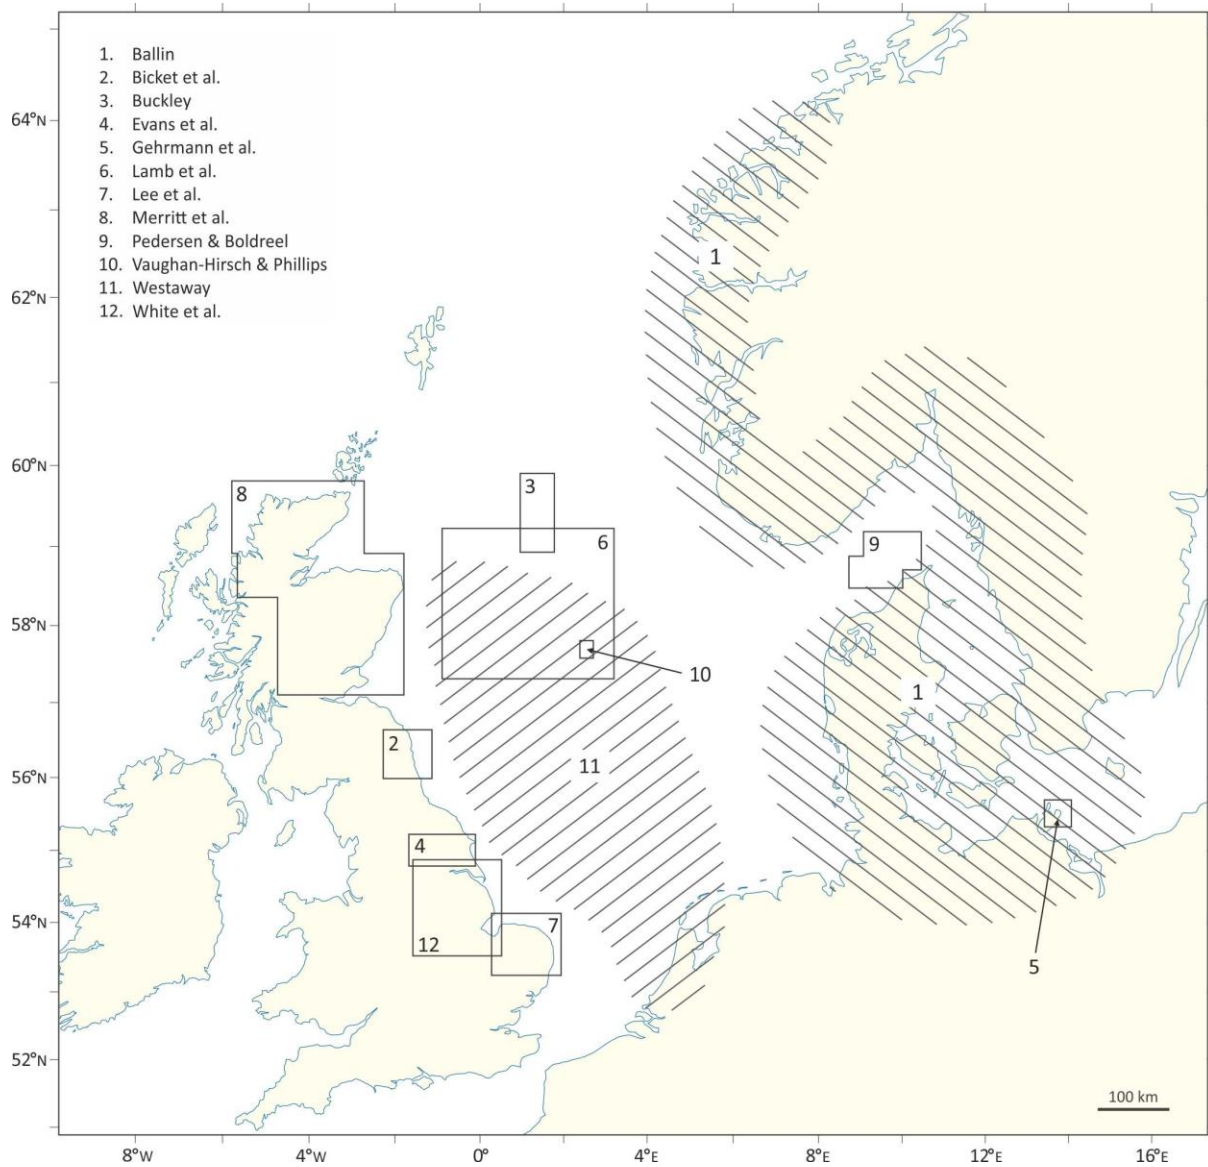 1. Ballin
2. Bicket et al.
3. Buckley
4. Evans et al.
5. Gehrmann et al.
6. Lamb et al.
7. Lee et al.
8. Merritt et al.
9. Pedersen & Boldreel
10. Vaughan-Hirsch & Phillips
11. Westaway
12. White et al.
64°N
62°N
60°N
58°N
56°N
54°N
52°N
1
8
3
6
9
10
1
2
11
4
5
12
7
100 km
8°W
4°W
0°
4°E
8°E
12°E
16°E